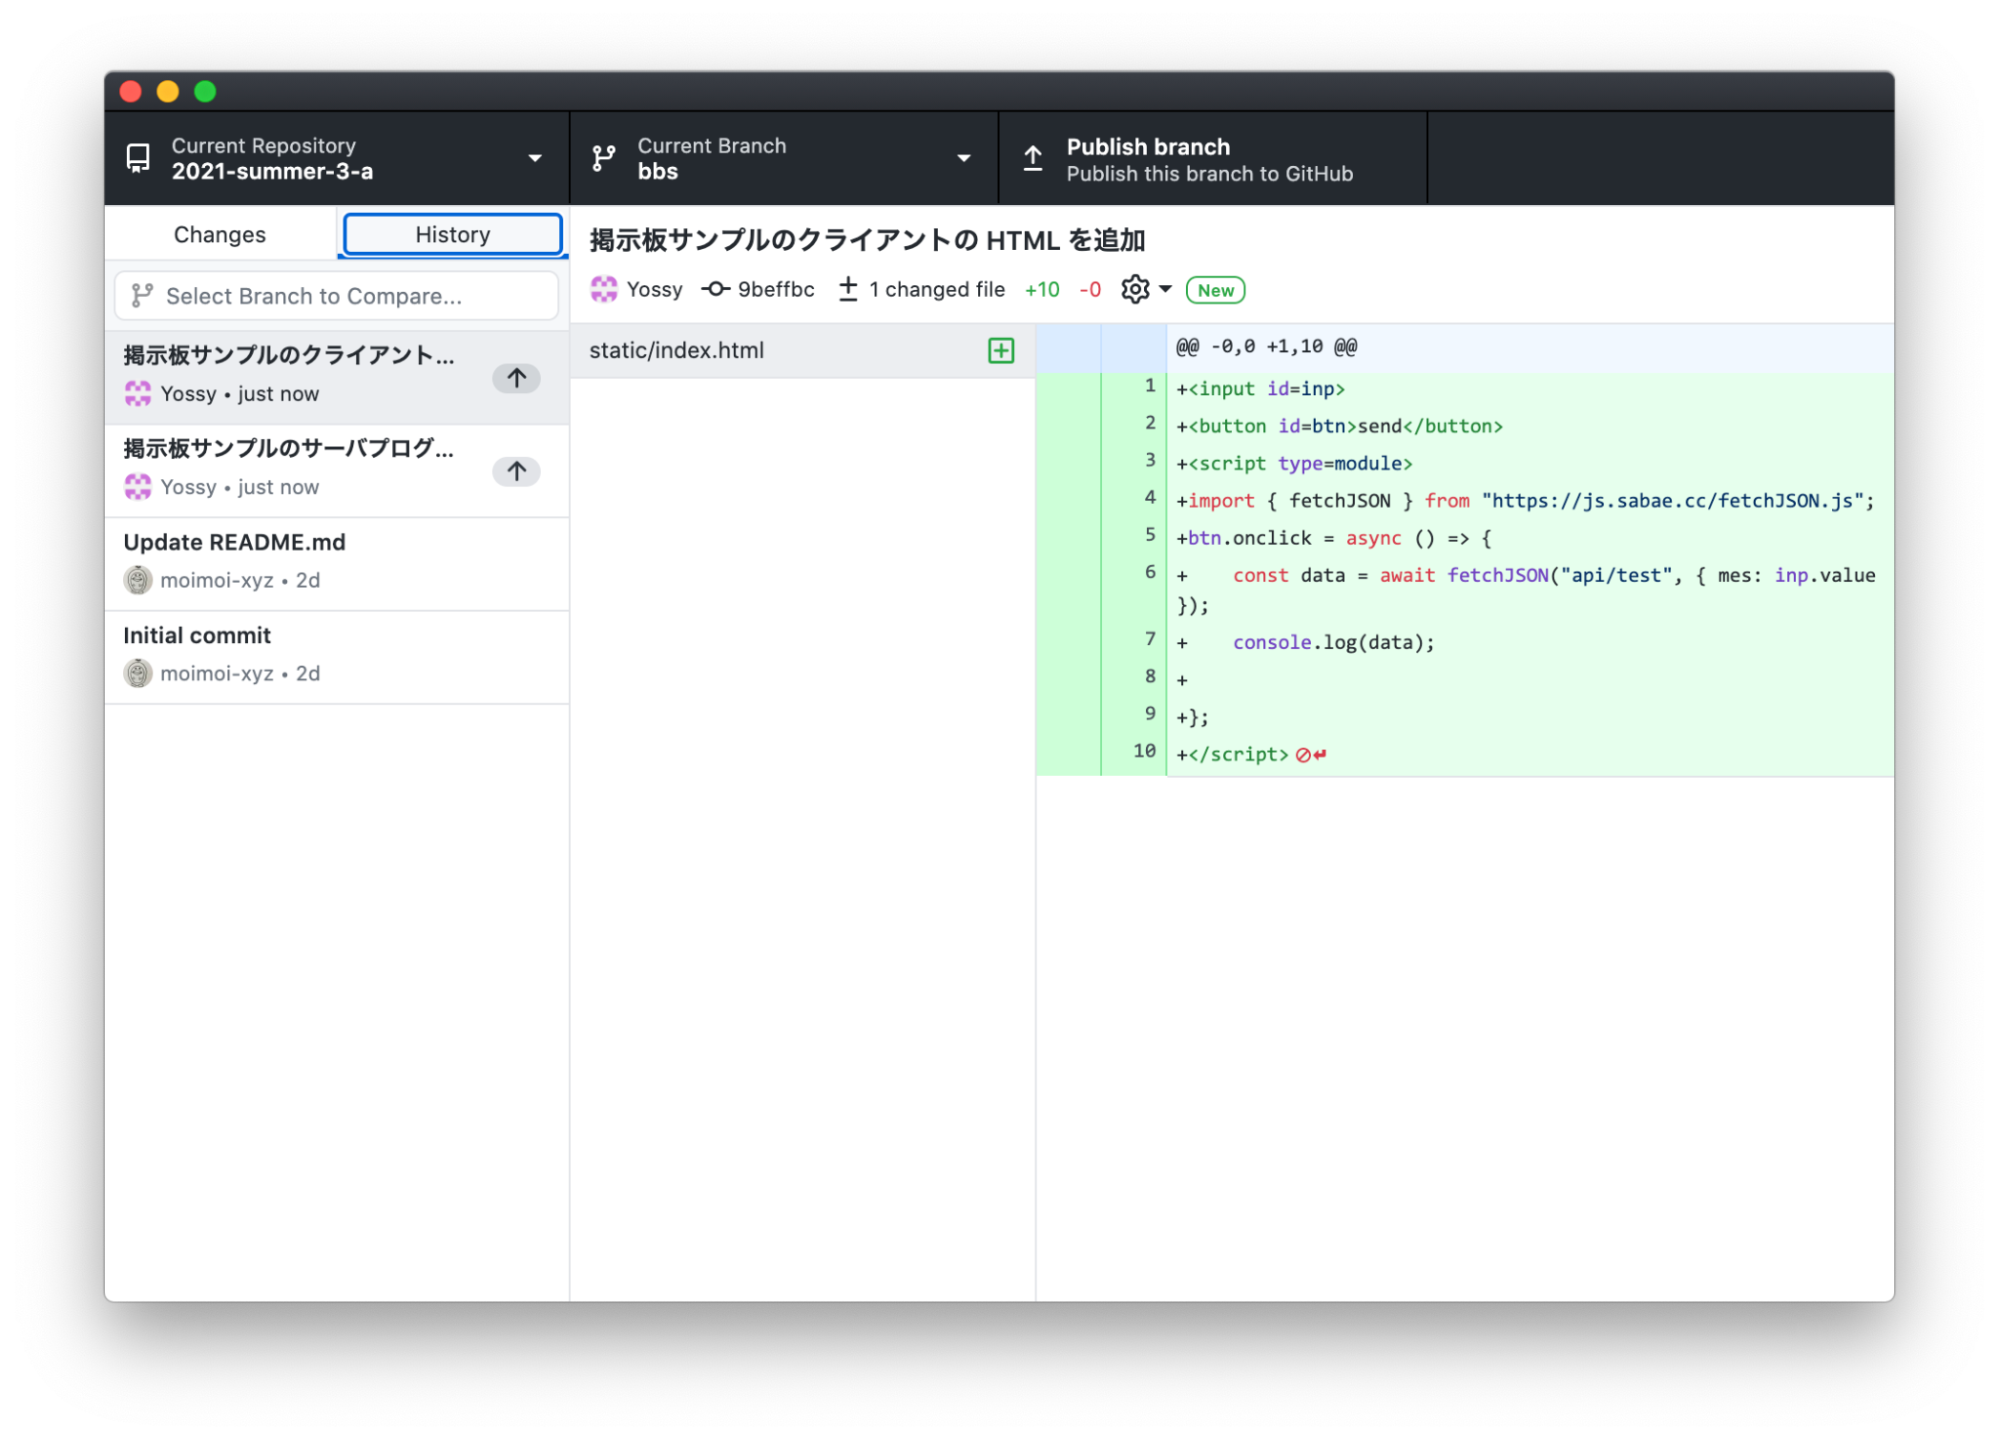 Current Repository
2021-summer-3-a
Current Branch
bbs
Publish branch
Publish this branch to GitHub
Changes
History
Select Branch to Compare...
掲示板サンプルのクライアント...
Yossy • just now
掲示板サンプルのサーバプログ...
Yossy • just now
Update README.md
moimoi-xyz • 2d
Initial commit
moimoi-xyz • 2d
掲示板サンプルのクライアントの HTML を追加
Yossy 9beffbc 1 changed file +10 -0 New
static/index.html
@@ -0,0 +1,10 @@
1 +<input id=inp>
2 +<button id=btn>send</button>
3 +<script type=module>
4 +import { fetchJSON } from "https://js.sabae.cc/fetchJSON.js";
5 +btn.onclick = async () => {
6 +    const data = await fetchJSON("api/test", { mes: inp.value
});
7 +    console.log(data);
8 +
9 +};
10 +</script>